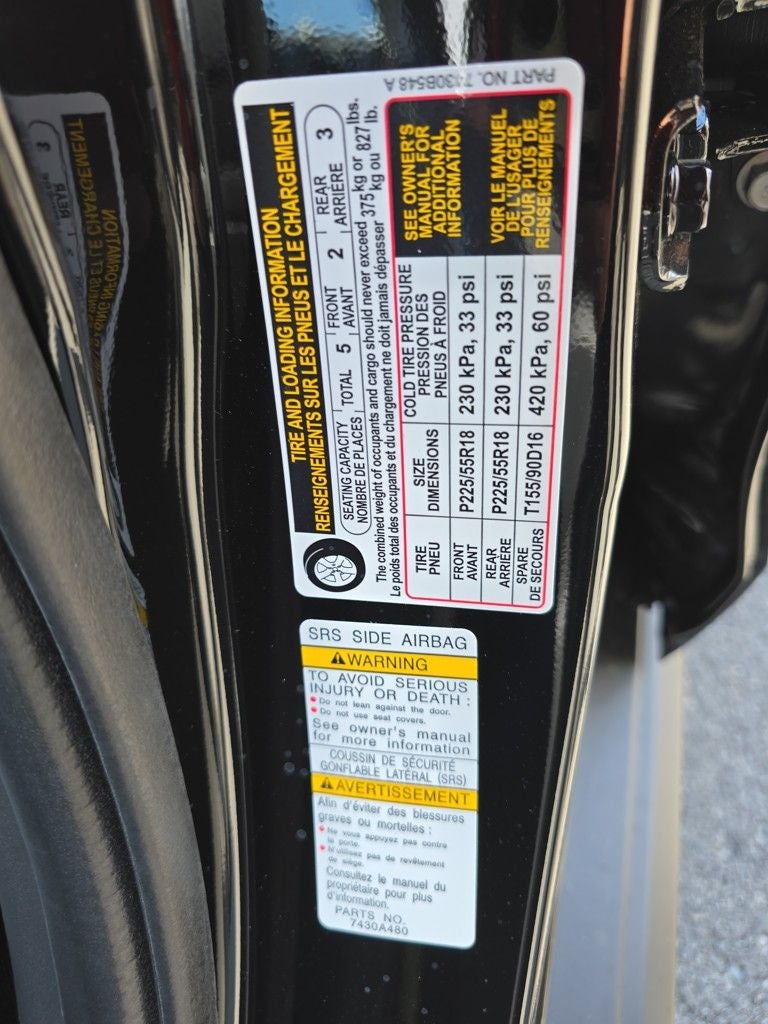 PART NO. 7430B548 A
TIRE AND LOADING INFORMATION
RENSEIGNEMENTS SUR LES PNEUS ET LE CHARGEMENT
SEATING CAPACITY
NOMBRE DE PLACES
TOTAL 5
FRONT
AVANT
2
REAR
ARRIÈRE
3
The combined weight of occupants and cargo should never exceed 375 kg or 827 lbs.
Le poids total des occupants et du chargement ne doit jamais dépasser 375 kg ou 827 lb.
TIRE
PNEU
SIZE
DIMENSIONS
COLD TIRE PRESSURE
PRESSION DES
PNEUS À FROID
FRONT
AVANT
P225/55R18
230 kPa, 33 psi
REAR
ARRIÈRE
P225/55R18
230 kPa, 33 psi
SPARE
DE SECOURS
T155/90D16
420 kPa, 60 psi
SEE OWNER'S
MANUAL FOR
ADDITIONAL
INFORMATION
VOIR LE MANUEL
DE L'USAGER
POUR PLUS DE
RENSEIGNEMENTS
SRS SIDE AIRBAG
WARNING
TO AVOID SERIOUS
INJURY OR DEATH :
Do not lean against the door.
Do not use seat covers.
See owner's manual
for more information
COUSSIN DE SÉCURITÉ
GONFLABLE LATÉRAL (SRS)
AVERTISSEMENT
Afin d'éviter des blessures
graves ou mortelles :
Ne vous appuyez pas contre
la porte.
N'utilisez pas de revêtement
de siège.
Consultez le manuel du
propriétaire pour plus
d'information.
PARTS NO.
7430A480